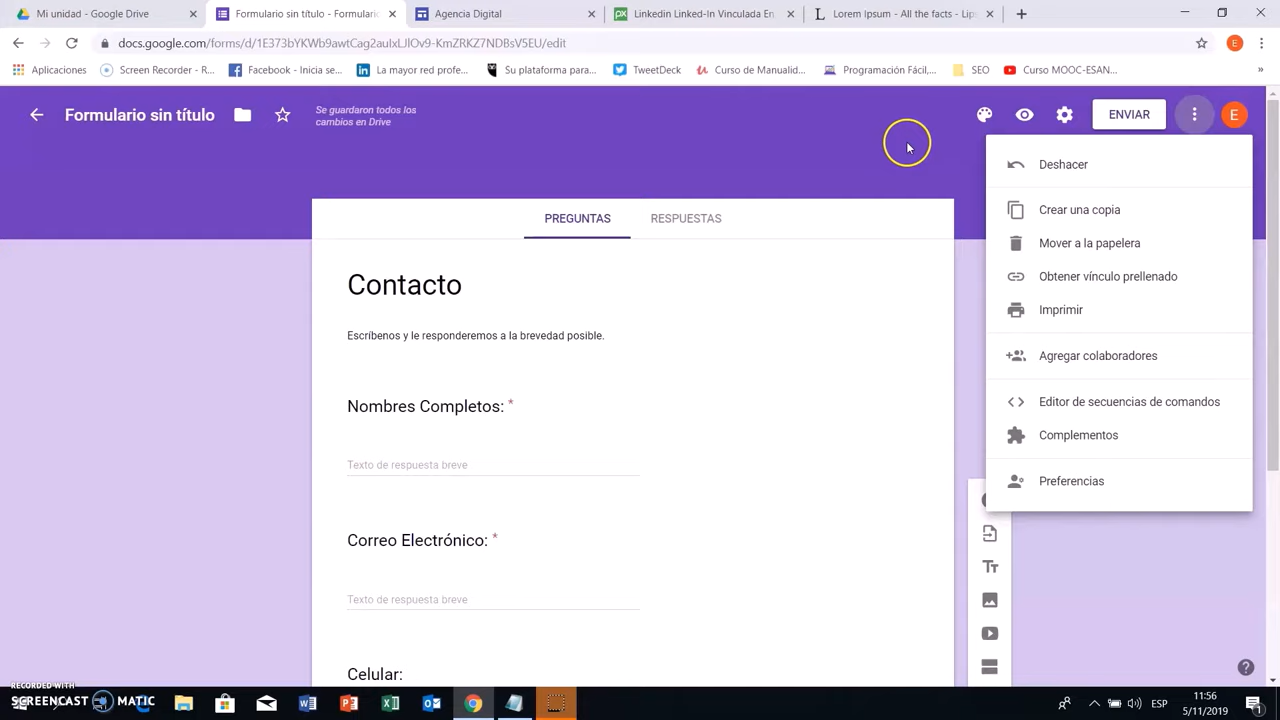 Mi unidad - Google Drive
Formulario sin título - Formulario
Agencia Digital
Linkedin Linked-In Vinculada En
Lorem Ipsum - All the facts - Lips
docs.google.com/forms/d/1E373bYKWb9awtCag2auIxLJlOv9-KmZRKZ7NDBsV5EU/edit
Aplicaciones
Screen Recorder - R...
Facebook - Inicia se...
La mayor red profe...
Su plataforma para...
TweetDeck
Curso de Manualid...
Programación Fácil,...
SEO
Curso MOOC-ESAN...
»
Formulario sin título
Se guardaron todos los
cambios en Drive
ENVIAR
E
Deshacer
Crear una copia
Mover a la papelera
Obtener vínculo prellenado
Imprimir
Agregar colaboradores
Editor de secuencias de comandos
Complementos
Preferencias
PREGUNTAS
RESPUESTAS
Contacto
Escríbenos y le responderemos a la brevedad posible.
Nombres Completos: *
Texto de respuesta breve
Correo Electrónico: *
Texto de respuesta breve
Celular:
RECORDED WITH
SCREENCAST MATIC
ESP
11:56
5/11/2019